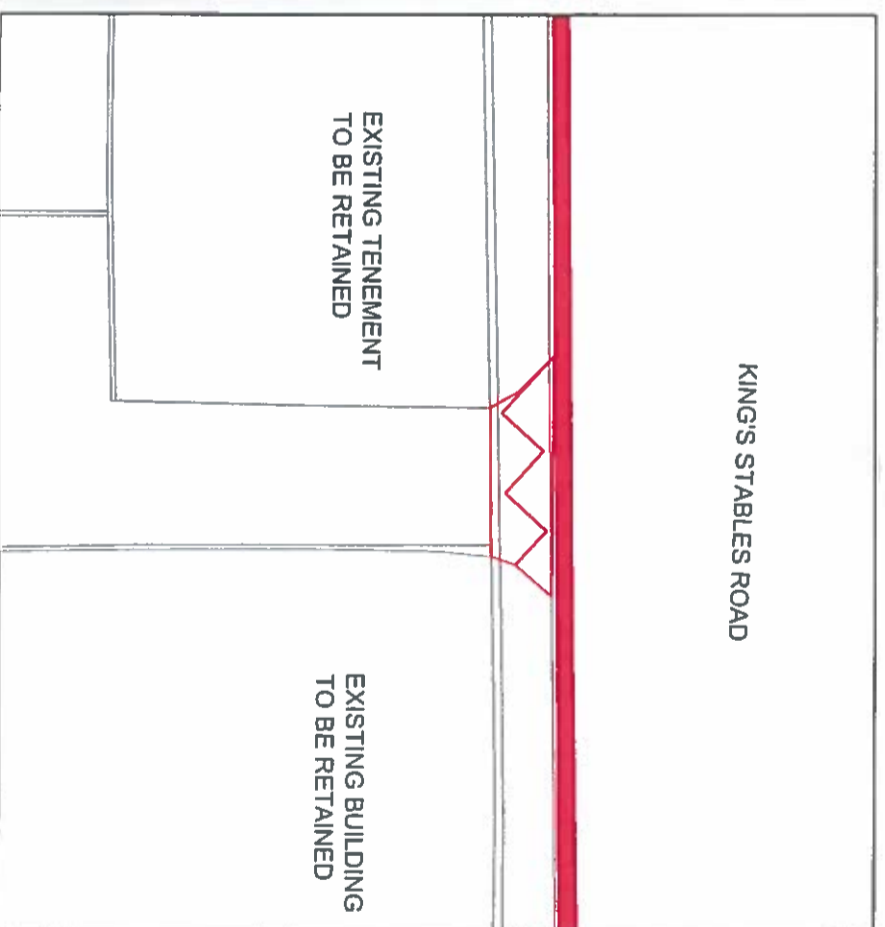 KING'S STABLES ROAD
EXISTING TENEMENT
TO BE RETAINED
EXISTING BUILDING
TO BE RETAINED